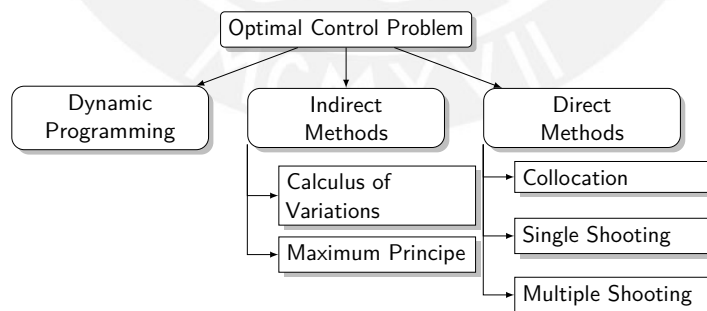 Optimal Control Problem
Dynamic
Programming
Indirect
Methods
Calculus of
Variations
Maximum Principe
Direct
Methods
Collocation
Single Shooting
Multiple Shooting
MCMXVII